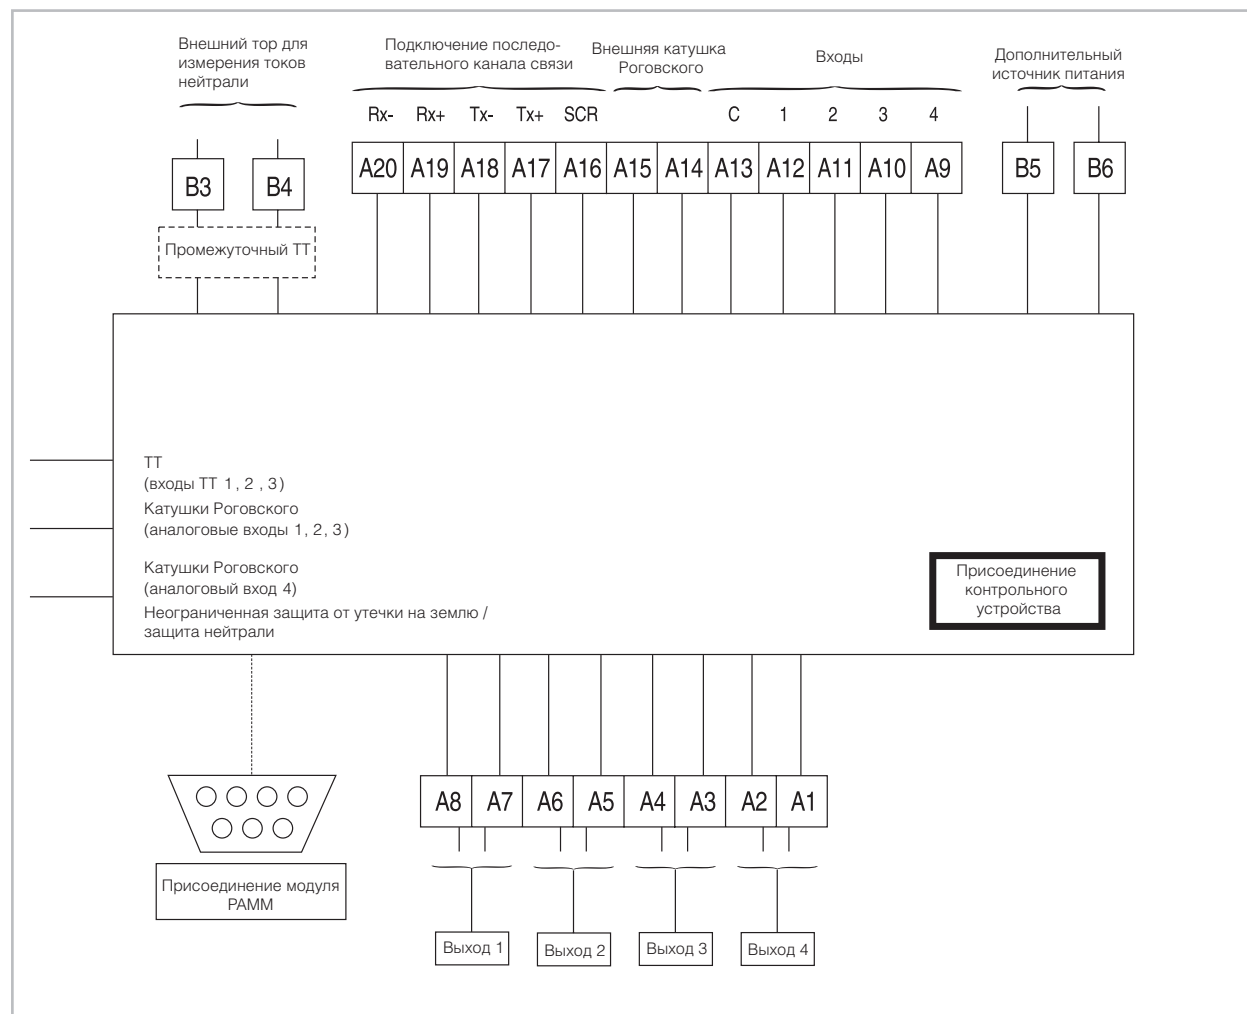 Внешний тор для
измерения токов
нейтрали
Подключение последо-
вательного канала связи
Внешняя катушка
Роговского
Входы
Дополнительный
источник питания
Rx- Rx+ Tx- Tx+ SCR C 1 2 3 4
B3 B4 A20 A19 A18 A17 A16 A15 A14 A13 A12 A11 A10 A9 B5 B6
Промежуточный ТТ
ТТ
(входы ТТ 1, 2 , 3)
Катушки Роговского
(аналоговые входы 1, 2, 3)
Катушки Роговского
(аналоговый вход 4)
Неограниченная защита от утечки на землю /
защита нейтрали
Присоединение
контрольного
устройства
A8 A7 A6 A5 A4 A3 A2 A1
Присоединение модуля
PAMM
Выход 1 Выход 2 Выход 3 Выход 4